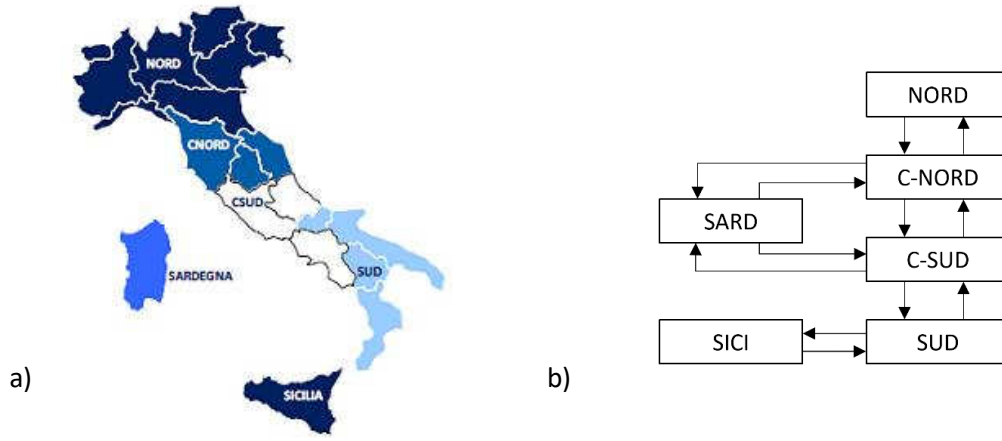 NORD
CNORD
CSUD
SUD
SARDEGNA
SICILIA
a)
NORD
C-NORD
SARD
C-SUD
SICI
SUD
b)